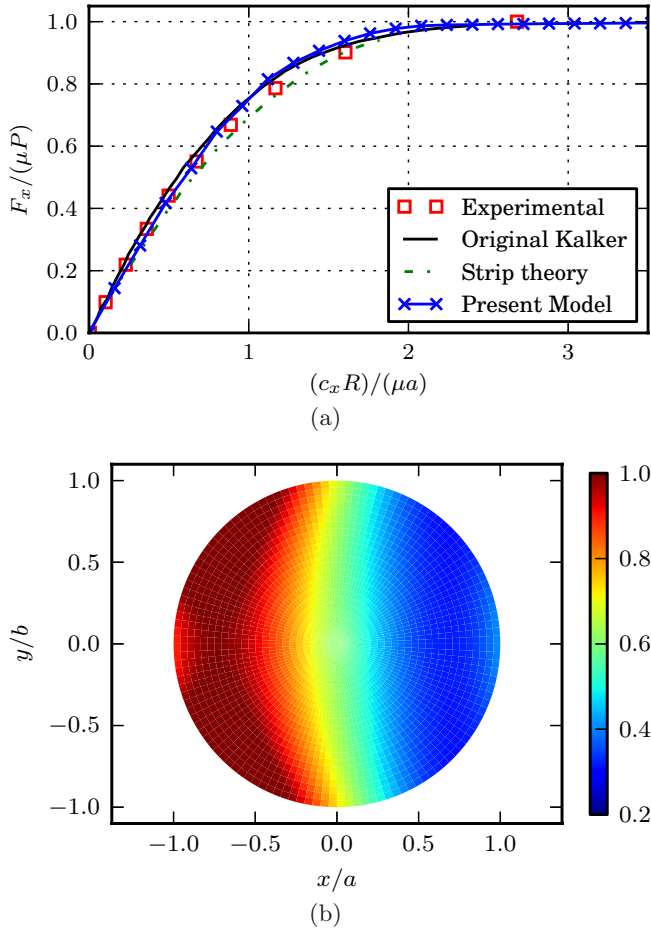 1.0
0.8
0.6
0.4
0.2
0.0
F_x/(μP)
Experimental
Original Kalker
Strip theory
Present Model
0 1 2 3
(c_xR)/(μa)
(a)
1.0
0.5
0.0
−0.5
−1.0
y/b
−1.0 −0.5 0.0 0.5 1.0
x/a
1.0
0.8
0.6
0.4
0.2
(b)